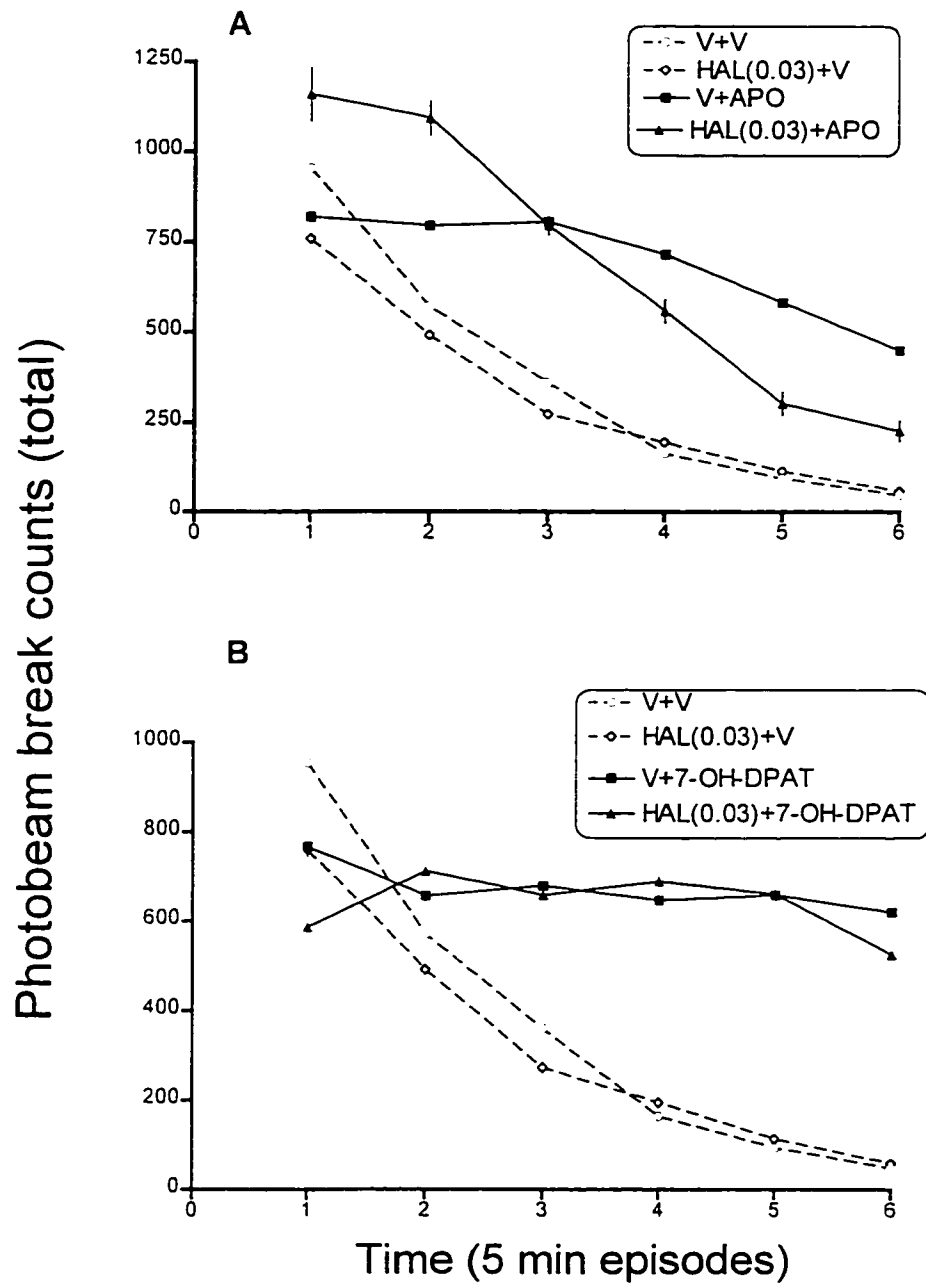 A
V+V
HAL(0.03)+V
V+APO
HAL(0.03)+APO
1250
1000
750
500
250
0
0 1 2 3 4 5 6
Photobeam break counts (total)
B
V+V
HAL(0.03)+V
V+7-OH-DPAT
HAL(0.03)+7-OH-DPAT
1000
800
600
400
200
0
0 1 2 3 4 5 6
Time (5 min episodes)